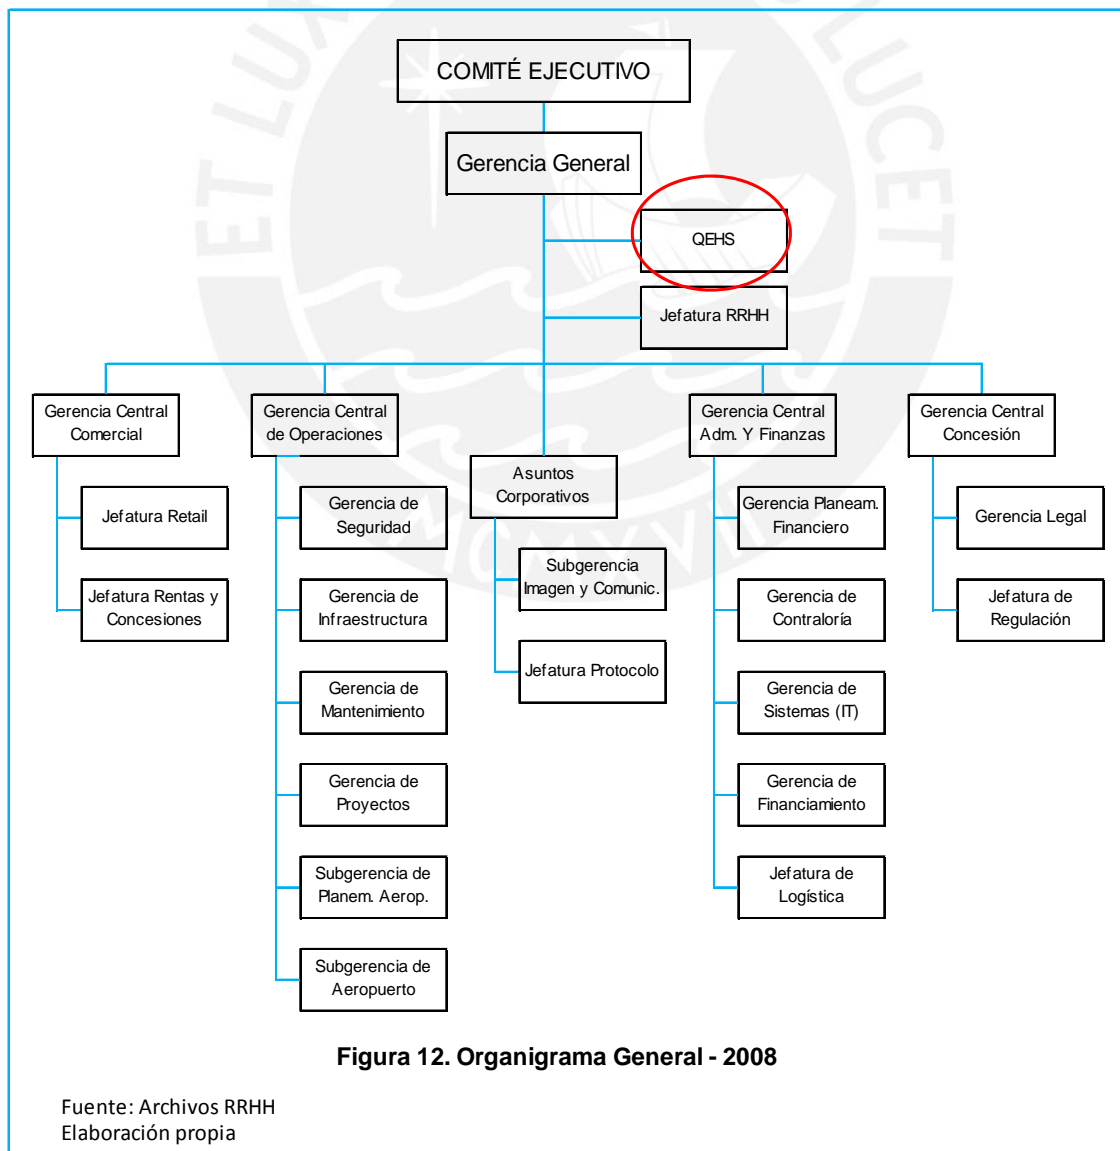 COMITÉ EJECUTIVO
Gerencia General
QEHS
Jefatura RRHH
Gerencia Central
Comercial
Jefatura Retail
Jefatura Rentas y
Concesiones
Gerencia Central
de Operaciones
Gerencia de
Seguridad
Gerencia de
Infraestructura
Gerencia de
Mantenimiento
Gerencia de
Proyectos
Subgerencia de
Planem. Aerop.
Subgerencia de
Aeropuerto
Asuntos
Corporativos
Subgerencia
Imagen y Comunic.
Jefatura Protocolo
Gerencia Central
Adm. Y Finanzas
Gerencia Planeam.
Financiero
Gerencia de
Contraloría
Gerencia de
Sistemas (IT)
Gerencia de
Financiamiento
Jefatura de
Logística
Gerencia Central
Concesión
Gerencia Legal
Jefatura de
Regulación
Figura 12. Organigrama General - 2008
Fuente: Archivos RRHH
Elaboración propia